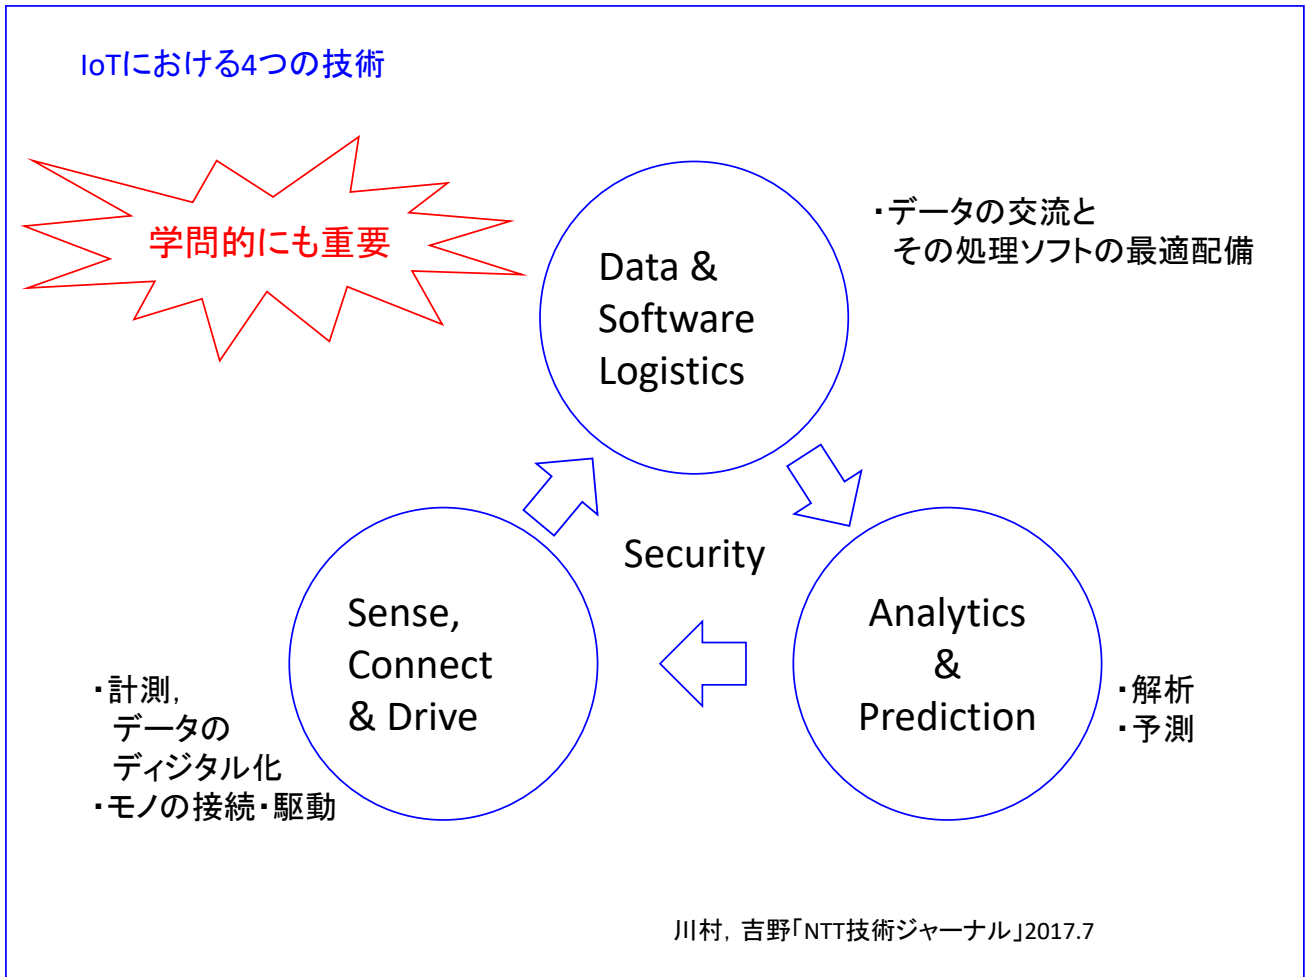 IoTにおける4つの技術
学問的にも重要
Data &
Software
Logistics
・データの交流と
その処理ソフトの最適配備
Security
Sense,
Connect
& Drive
・計測,
データの
ディジタル化
・モノの接続・駆動
Analytics
&
Prediction
・解析
・予測
川村, 吉野「NTT技術ジャーナル」2017.7